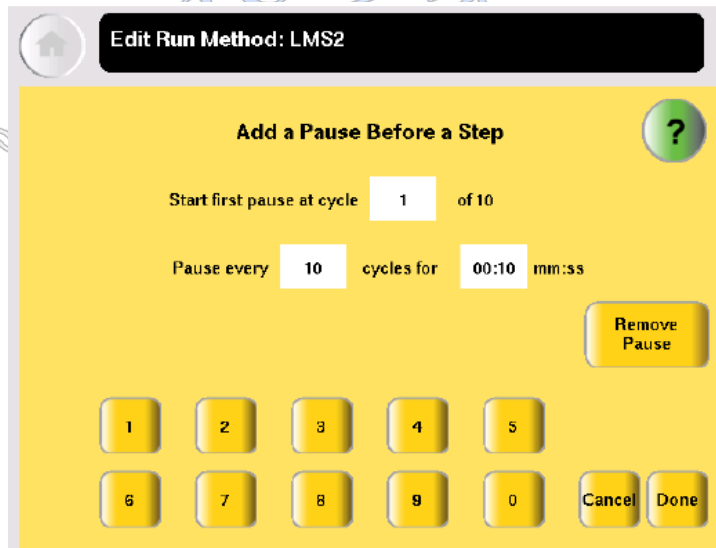 Edit Run Method: LMS2
Add a Pause Before a Step
?
Start first pause at cycle 1 of 10
Pause every 10 cycles for 00:10 mm:ss
Remove
Pause
1 2 3 4 5
6 7 8 9 0 Cancel Done